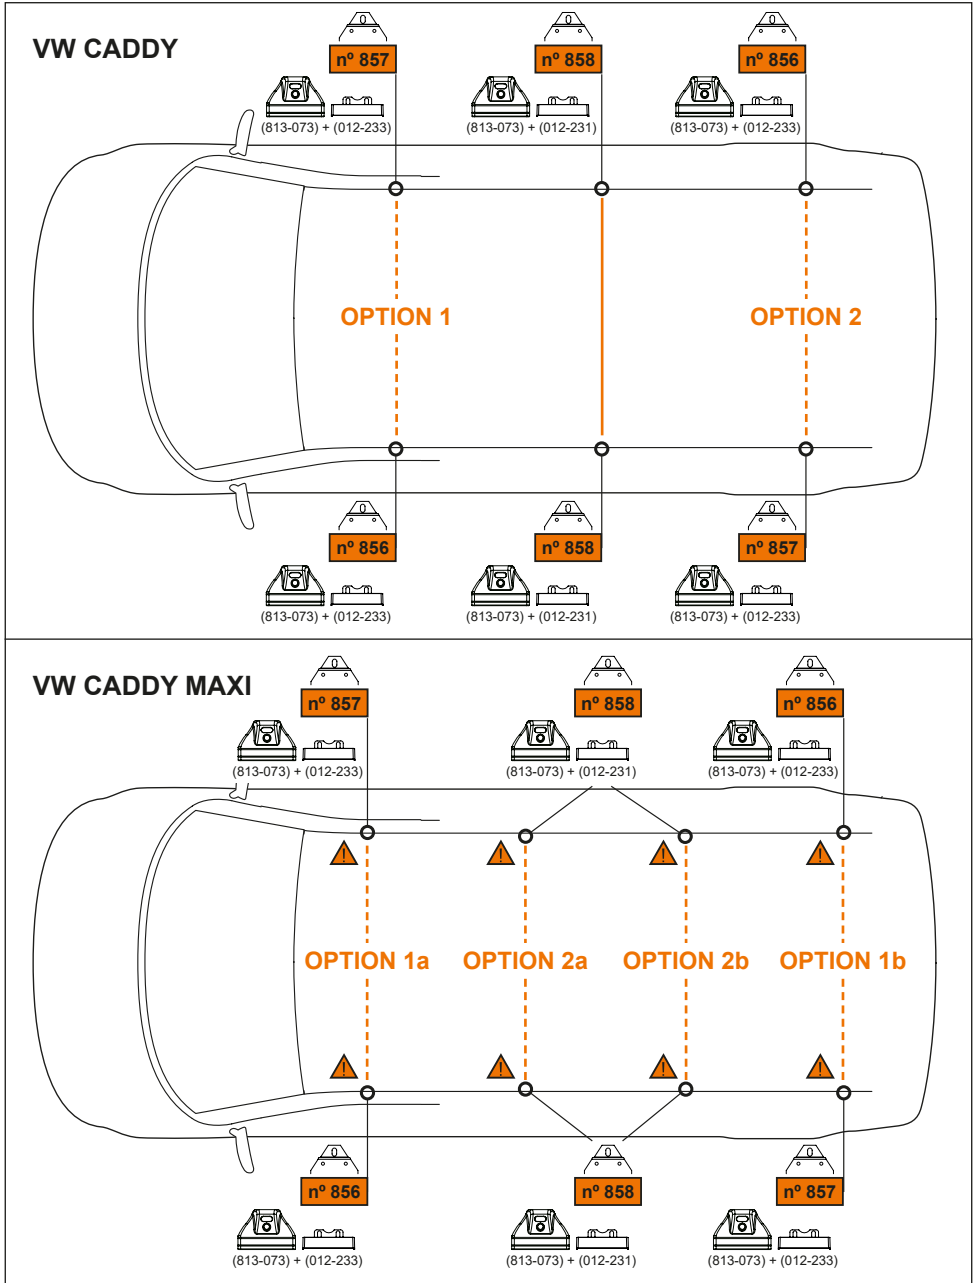 VW CADDY
nº 857
nº 858
nº 856
(813-073) + (012-233)
(813-073) + (012-231)
(813-073) + (012-233)
OPTION 1
OPTION 2
nº 856
nº 858
nº 857
(813-073) + (012-233)
(813-073) + (012-231)
(813-073) + (012-233)
VW CADDY MAXI
nº 857
nº 858
nº 856
(813-073) + (012-233)
(813-073) + (012-231)
(813-073) + (012-233)
OPTION 1a
OPTION 2a
OPTION 2b
OPTION 1b
nº 856
nº 858
nº 857
(813-073) + (012-233)
(813-073) + (012-231)
(813-073) + (012-233)